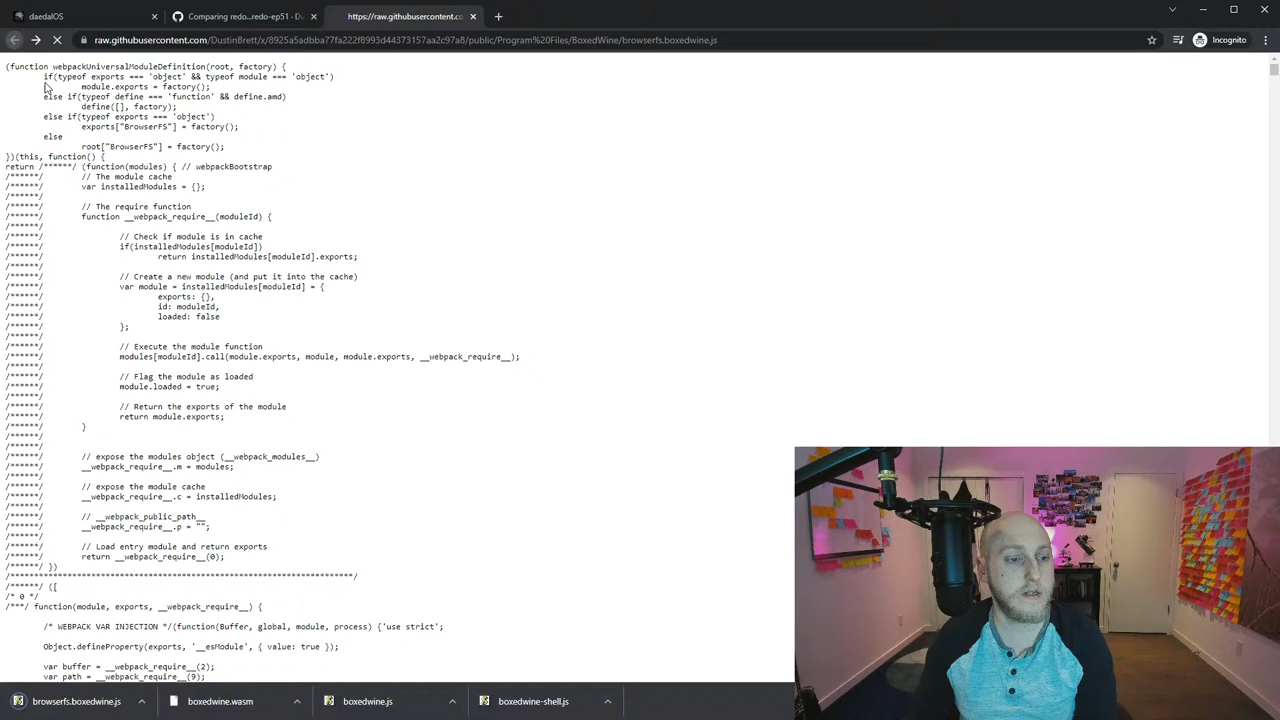 daedalOS
Comparing redo...redo-ep51 - Du
https://raw.githubusercontent.co
raw.githubusercontent.com/DustinBrett/x/8925a5adbba77fa222f8993d44373157aa2c97a8/public/Program%20Files/BoxedWine/browserfs.boxedwine.js
Incognito
(function webpackUniversalModuleDefinition(root, factory) {
if(typeof exports === 'object' && typeof module === 'object')
module.exports = factory();
else if(typeof define === 'function' && define.amd)
define([], factory);
else if(typeof exports === 'object')
exports["BrowserFS"] = factory();
else
root["BrowserFS"] = factory();
})(this, function() {
return /******/ (function(modules) { // webpackBootstrap
/******/ // The module cache
/******/ var installedModules = {};
/******/
/******/ // The require function
/******/ function __webpack_require__(moduleId) {
/******/
/******/ // Check if module is in cache
/******/ if(installedModules[moduleId])
/******/ return installedModules[moduleId].exports;
/******/
/******/ // Create a new module (and put it into the cache)
/******/ var module = installedModules[moduleId] = {
/******/ exports: {},
/******/ id: moduleId,
/******/ loaded: false
/******/ };
/******/
/******/ // Execute the module function
/******/ modules[moduleId].call(module.exports, module, module.exports, __webpack_require__);
/******/
/******/ // Flag the module as loaded
/******/ module.loaded = true;
/******/
/******/ // Return the exports of the module
/******/ return module.exports;
/******/ }
/******/
/******/
/******/ // expose the modules object (__webpack_modules__)
/******/ __webpack_require__.m = modules;
/******/
/******/ // expose the module cache
/******/ __webpack_require__.c = installedModules;
/******/
/******/ // __webpack_public_path__
/******/ __webpack_require__.p = "";
/******/
/******/ // Load entry module and return exports
/******/ return __webpack_require__(0);
/******/ })
/************************************************************************/
/******/ ([
/* 0 */
/***/ function(module, exports, __webpack_require__) {
/* WEBPACK VAR INJECTION */(function(Buffer, global, module, process) {'use strict';
Object.defineProperty(exports, '__esModule', { value: true });
var buffer = __webpack_require__(2);
var path = __webpack_require__(9);
browserfs.boxedwine.js
boxedwine.wasm
boxedwine.js
boxedwine-shell.js